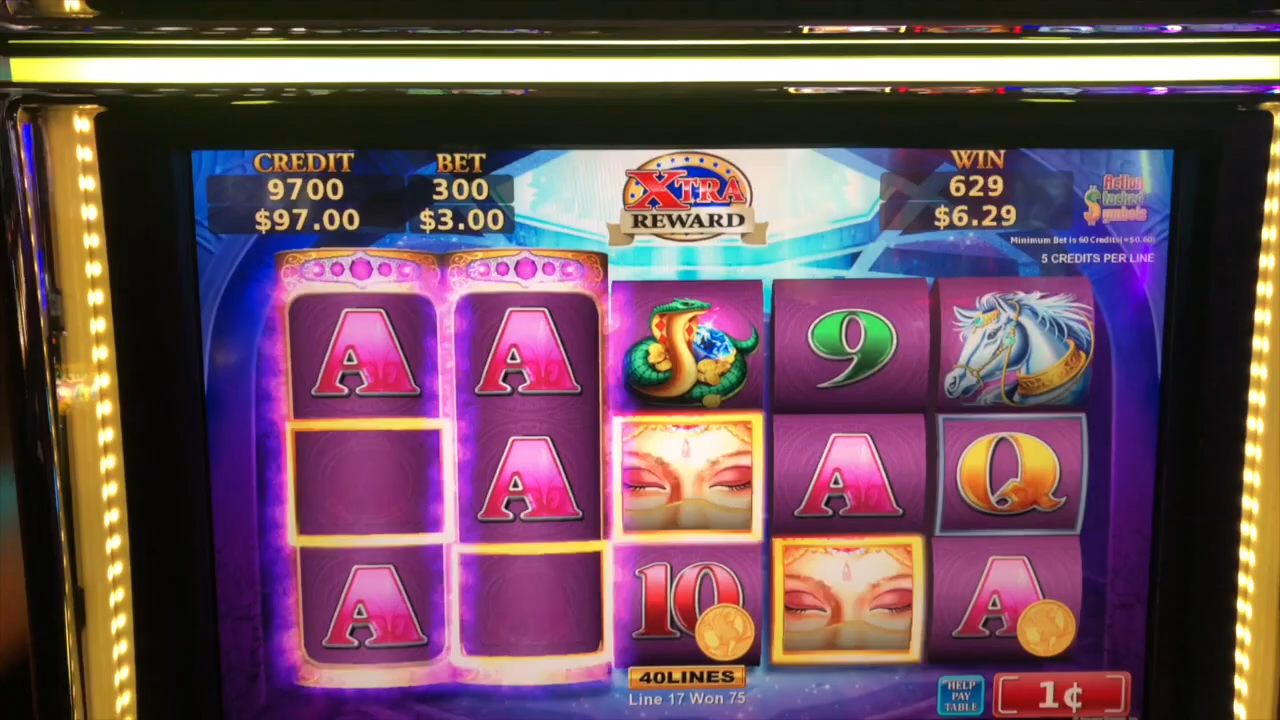 CREDIT
9700
$97.00
BET
300
$3.00
XTRA
REWARD
WIN
629
$6.29
Action
Stacked
Symbols
Minimum Bet is 60 Credits(=$0.60)
5 CREDITS PER LINE
A A 9
A A Q
A 10 A
40LINES
Line 17 Won 75
HELP
PAY
TABLE
1¢